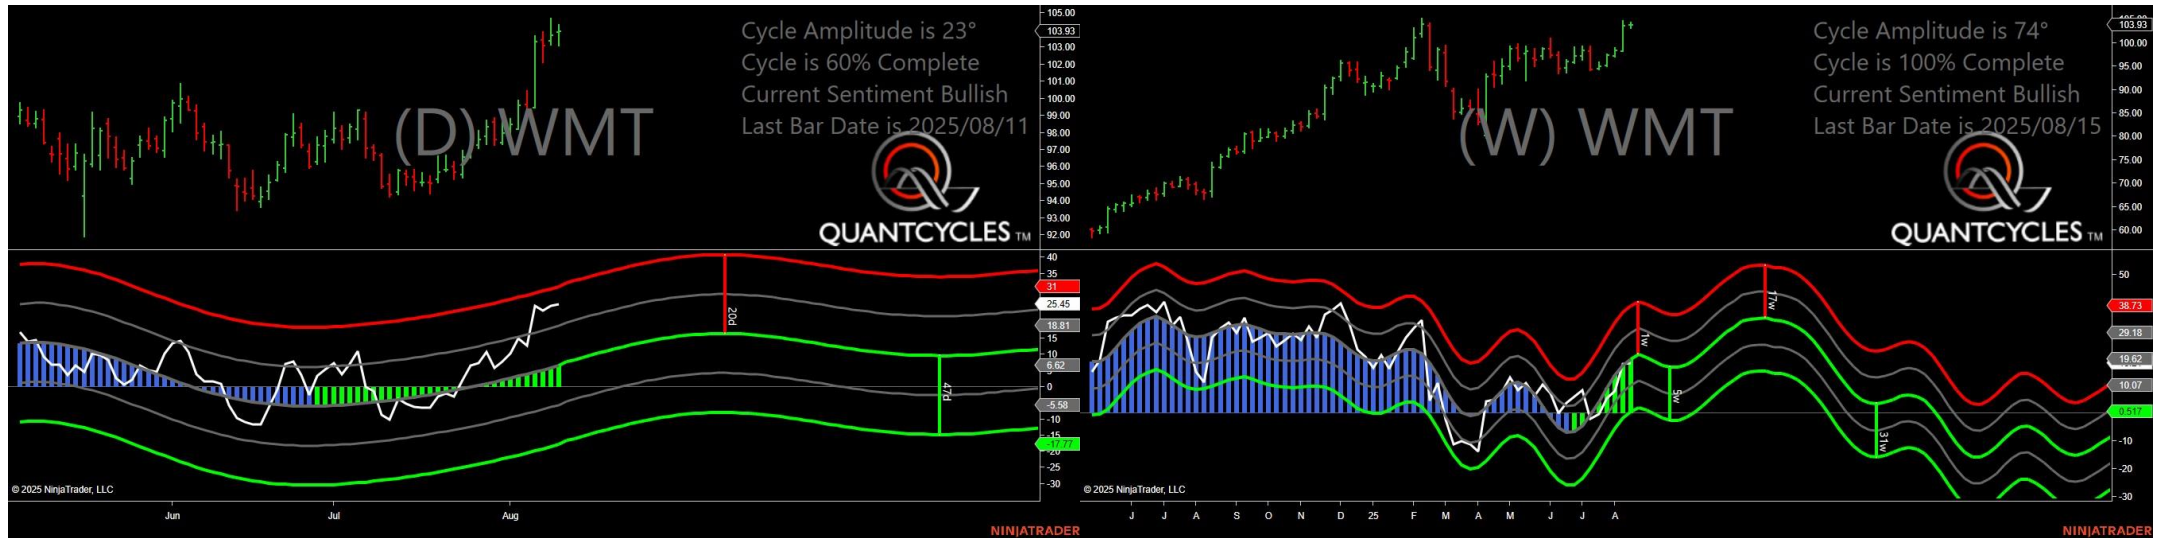 105.00
103.93
103.00
102.00
101.00
100.00
99.00
98.00
97.00
96.00
95.00
94.00
93.00
92.00
Cycle Amplitude is 23°
Cycle is 60% Complete
Current Sentiment Bullish
Last Bar Date is 2025/08/11
(D) WMT
QUANTCYCLES TM
40
35
31
25.45
18.81
15
10
6.62
0
-5.58
-10
-15
-17.77
-20
-25
-30
20d
47d
© 2025 NinjaTrader, LLC
Jun
Jul
Aug
NINJATRADER
105.00
103.93
100.00
95.00
90.00
85.00
80.00
75.00
70.00
65.00
60.00
Cycle Amplitude is 74°
Cycle is 100% Complete
Current Sentiment Bullish
Last Bar Date is 2025/08/15
(W) WMT
QUANTCYCLES TM
50
38.73
29.18
19.62
10.07
0.517
-10
-20
-30
1w
5w
17w
31w
© 2025 NinjaTrader, LLC
J
J
A
S
O
N
D
25
F
M
A
M
J
J
A
NINJATRADER